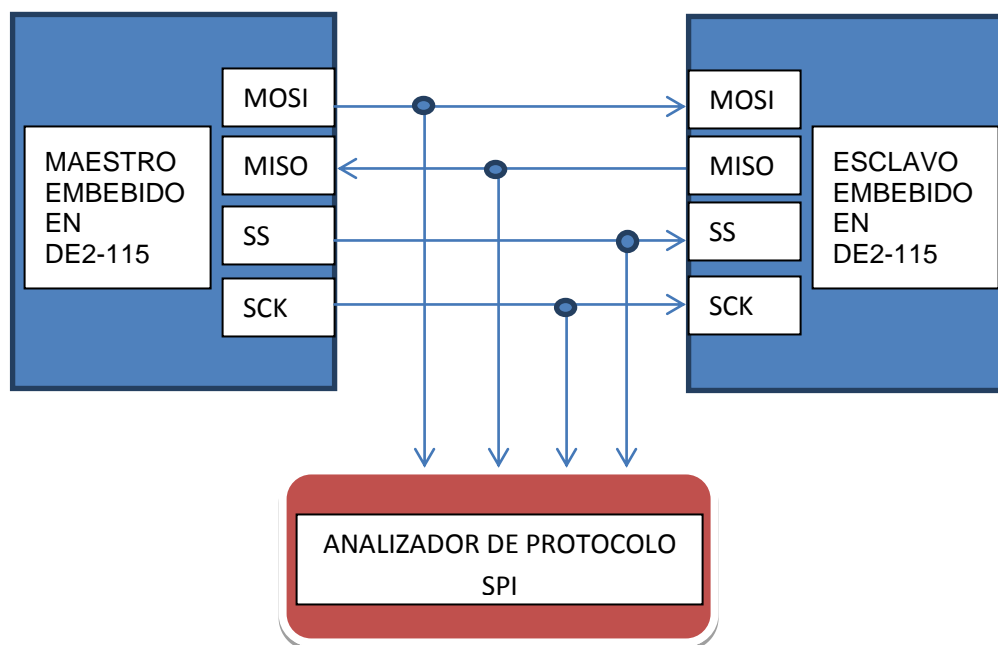 MAESTRO
EMBEBIDO
EN
DE2-115
MOSI
MISO
SS
SCK
MOSI
MISO
SS
SCK
ESCLAVO
EMBEBIDO
EN
DE2-115
ANALIZADOR DE PROTOCOLO
SPI